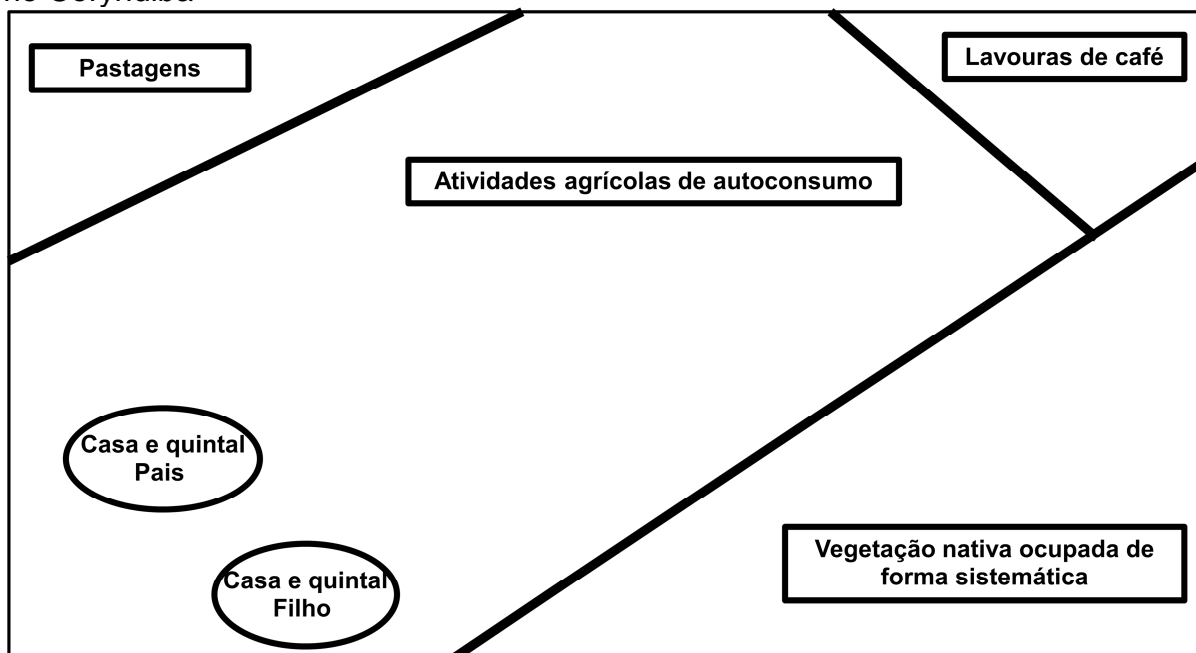 Pastagens
Lavouras de café
Atividades agrícolas de autoconsumo
Casa e quintal
Pais
Casa e quintal
Filho
Vegetação nativa ocupada de
forma sistemática